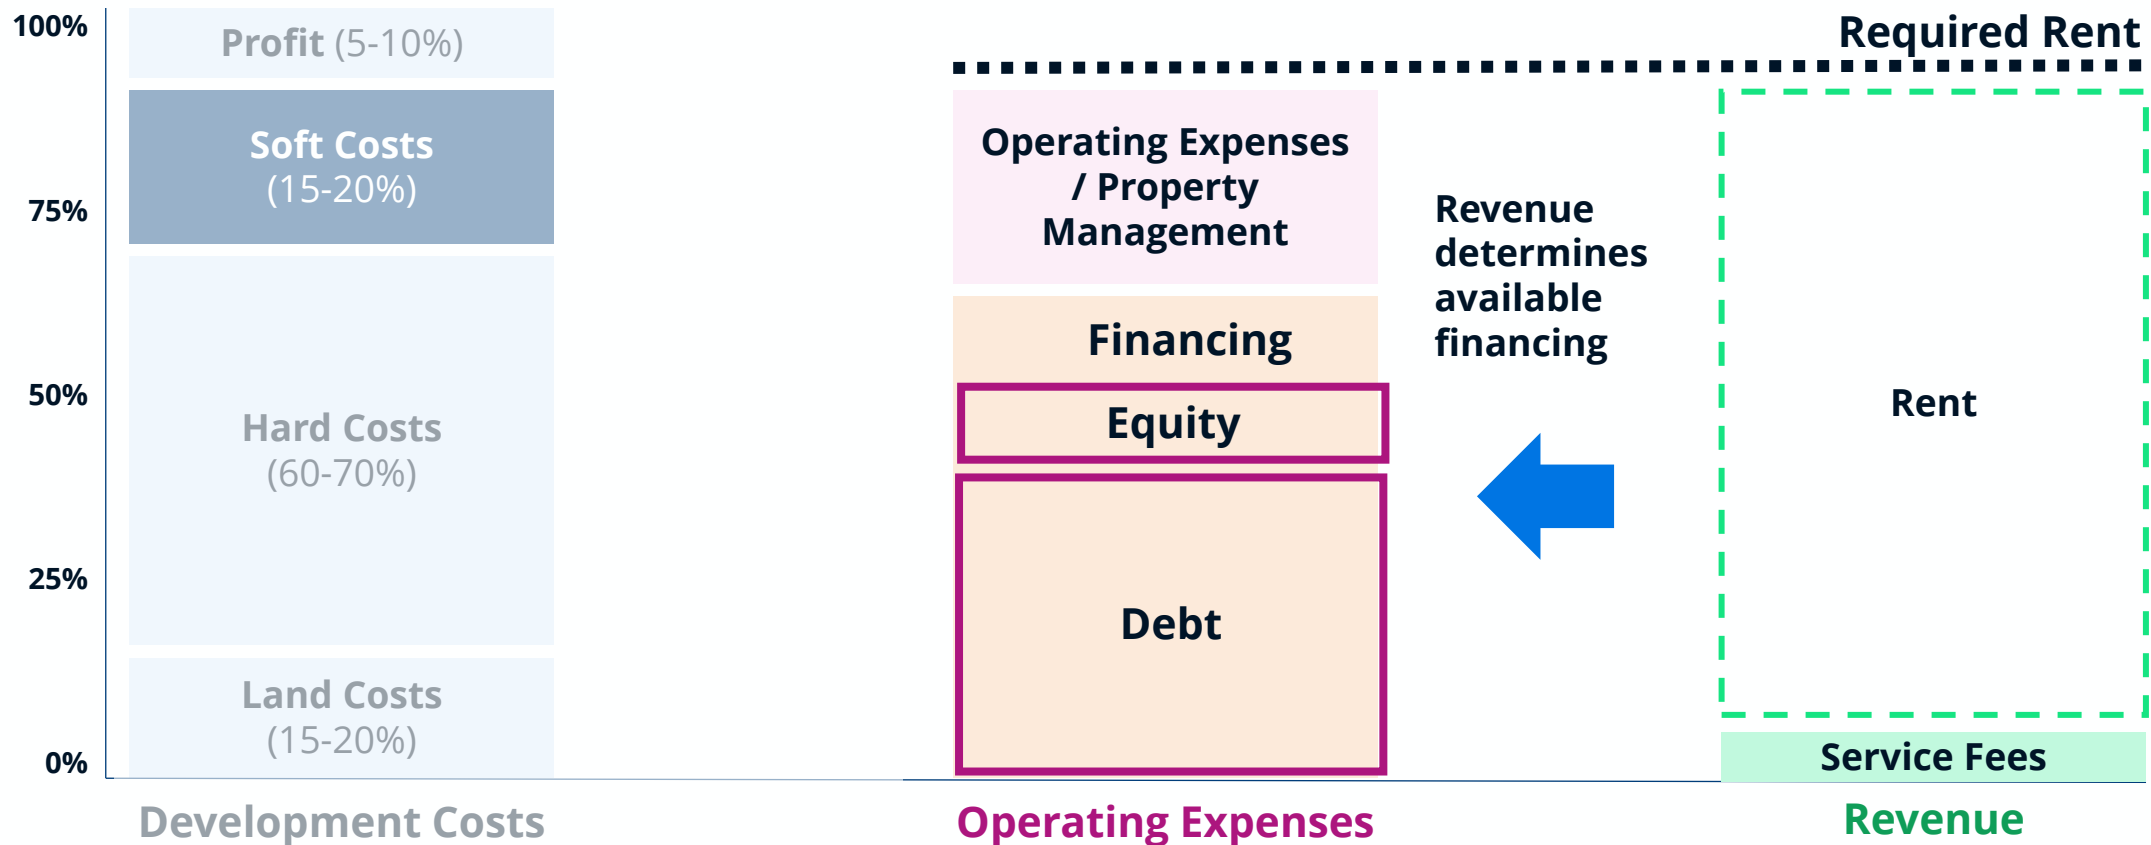 100%
75%
50%
25%
0%
Profit (5-10%)
Soft Costs
(15-20%)
Hard Costs
(60-70%)
Land Costs
(15-20%)
Development Costs
Operating Expenses
/ Property
Management
Financing
Equity
Debt
Operating Expenses
Revenue
determines
available
financing
Required Rent
Rent
Service Fees
Revenue